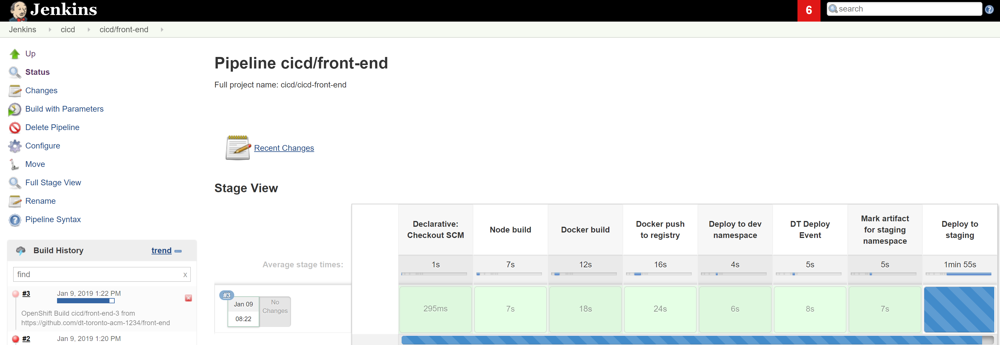 Jenkins
6
search
Jenkins
cicd
cicd/front-end
Up
Status
Changes
Build with Parameters
Delete Pipeline
Configure
Move
Full Stage View
Rename
Pipeline Syntax
Build History
trend
find
x
#3
Jan 9, 2019 1:22 PM
OpenShift Build cicd/front-end-3 from
https://github.com/dt-toronto-acm-1234/front-end
#2
Jan 9, 2019 1:20 PM
Pipeline cicd/front-end
Full project name: cicd/cicd-front-end
Recent Changes
Stage View
Declarative:
Checkout SCM
Node build
Docker build
Docker push
to registry
Deploy to dev
namespace
DT Deploy
Event
Mark artifact
for staging
namespace
Deploy to
staging
Average stage times:
1s
7s
12s
16s
4s
5s
5s
1min 55s
#3
Jan 09
08:22
No
Changes
295ms
7s
18s
24s
6s
8s
7s